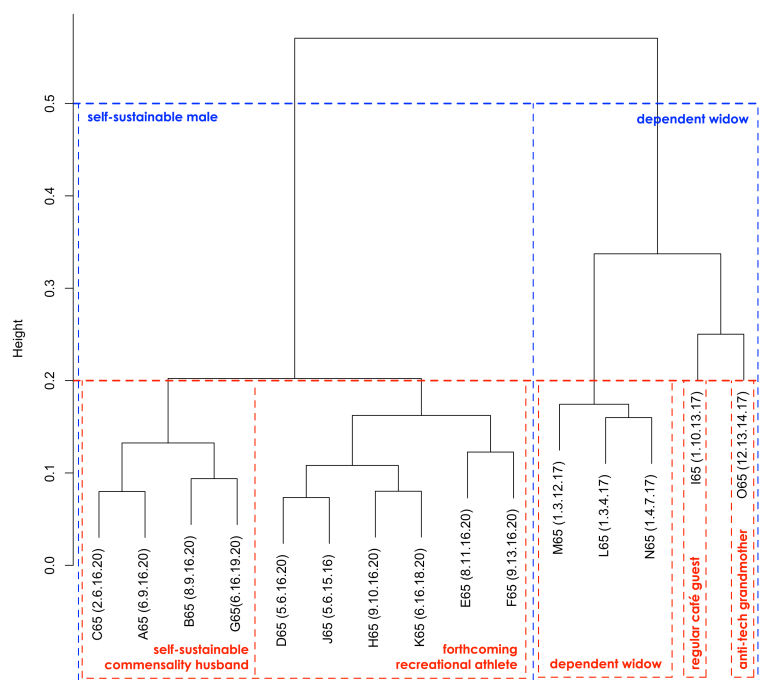 0.5
self-sustainable male
dependent widow
0.4
0.3
Height
0.2
0.1
0.0
C65 (2.6.16.20)
A65 (6.9.16.20)
B65 (8.9.16.20)
G65(6.16.19.20)
D65 (5.6.16.20)
J65 (5.6.15.16)
H65 (9.10.16.20)
K65 (6.16.18.20)
E65 (8.11.16.20)
F65 (9.13.16.20)
M65 (1.3.12.17)
L65 (1.3.4.17)
N65 (1.4.7.17)
I65 (1.10.13.17)
O65 (12.13.14.17)
self-sustainable
commensality husband
forthcoming
recreational athlete
dependent widow
regular café guest
anti-tech grandmother